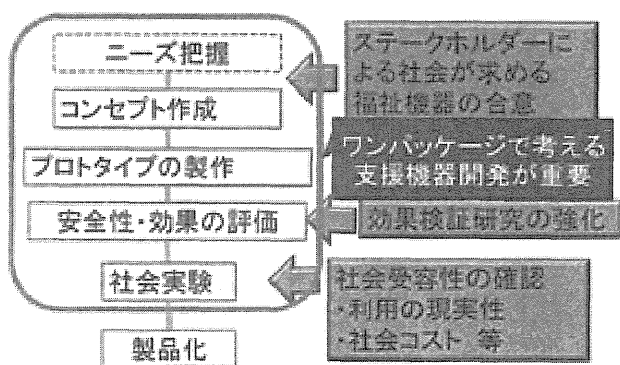 ニーズ把握
コンセプト作成
プロトタイプの製作
安全性・効果の評価
社会実験
製品化
ステークホルダーに
よる社会が求める
福祉機器の合意
ワンパッケージで考える
支援機器開発が重要
効果検証研究の強化
社会受容性の確認
・利用の現実性
・社会コスト 等